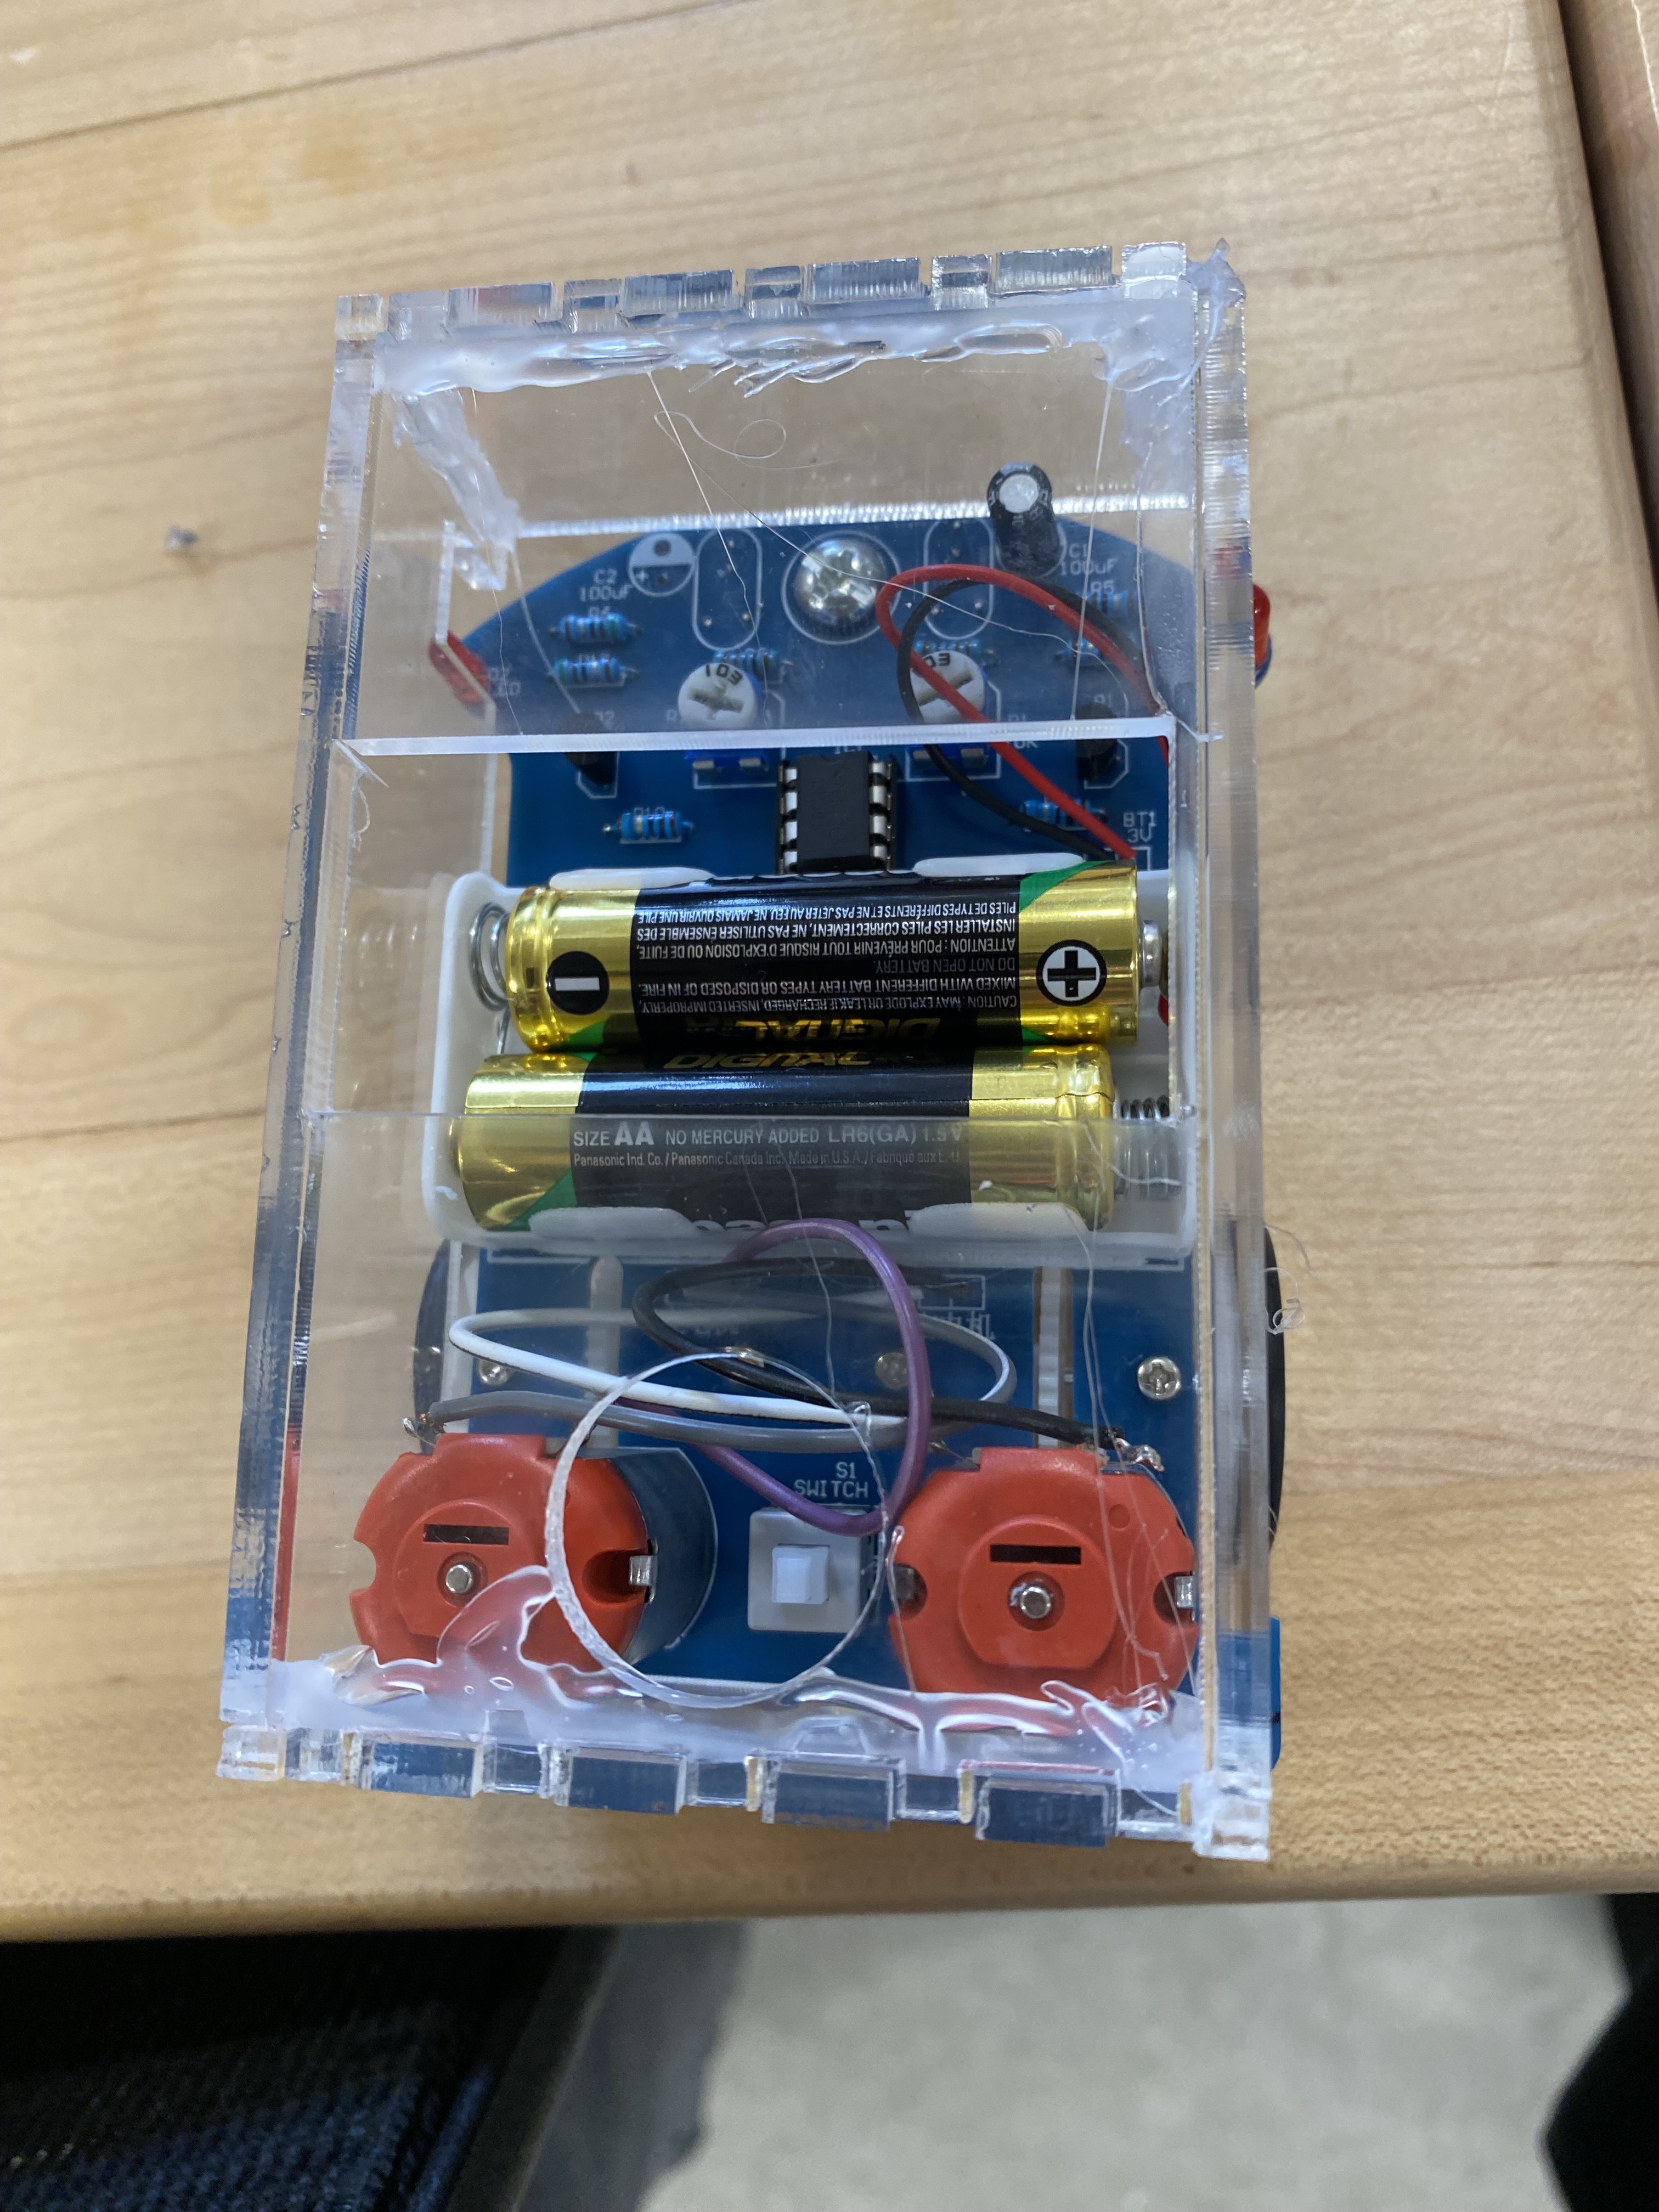 C2
100uF
C1
100uF
R5
103
03
BT1
3V
PILES DE TYPES DIFFÉRENTS ET NE PAS JETER AU FEU. NE JAMAIS OUVRIR UNE PILE
INSTALLER LES PILES CORRECTEMENT, NE PAS UTILISER ENSEMBLE DES
ATTENTION : POUR PRÉVENIR TOUT RISQUE D'EXPLOSION OU DE FUITE,
DO NOT OPEN BATTERY.
MIXED WITH DIFFERENT BATTERY TYPES OR DISPOSED OF IN FIRE.
CAUTION: MAY EXPLODE OR LEAK IF RECHARGED, INSERTED IMPROPERLY,
DIGITAL
DIGITAL
SIZE AA NO MERCURY ADDED LR6(GA) 1.5V
Panasonic Ind. Co. / Panasonic Canada Inc. Made in U.S.A. / Fabriqué aux É.-U.
S1
SWITCH